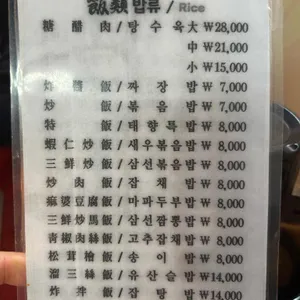 飯類 밥류 / Rice
糖醋肉 / 탕수육 大 ₩28,000
中 ₩21,000
小 ₩15,000
炸醬飯 / 짜장밥 ₩7,000
炒飯 / 볶음밥 ₩7,000
特飯 / 태향특밥 ₩8,000
蝦仁炒飯 / 새우볶음밥 ₩8,000
三鮮炒飯 / 삼선볶음밥 ₩8,000
炒肉飯 / 잡채밥 ₩8,000
麻婆豆腐飯 / 마파두부밥 ₩8,000
三鮮炒馬飯 / 삼선짬뽕밥 ₩8,000
青椒肉絲飯 / 고추잡채밥 ₩8,000
松茸燴飯 / 송이밥 ₩8,000
溜三絲飯 / 유산슬밥 ₩14,000
炸丼飯 / 잡탕밥 ₩14,000